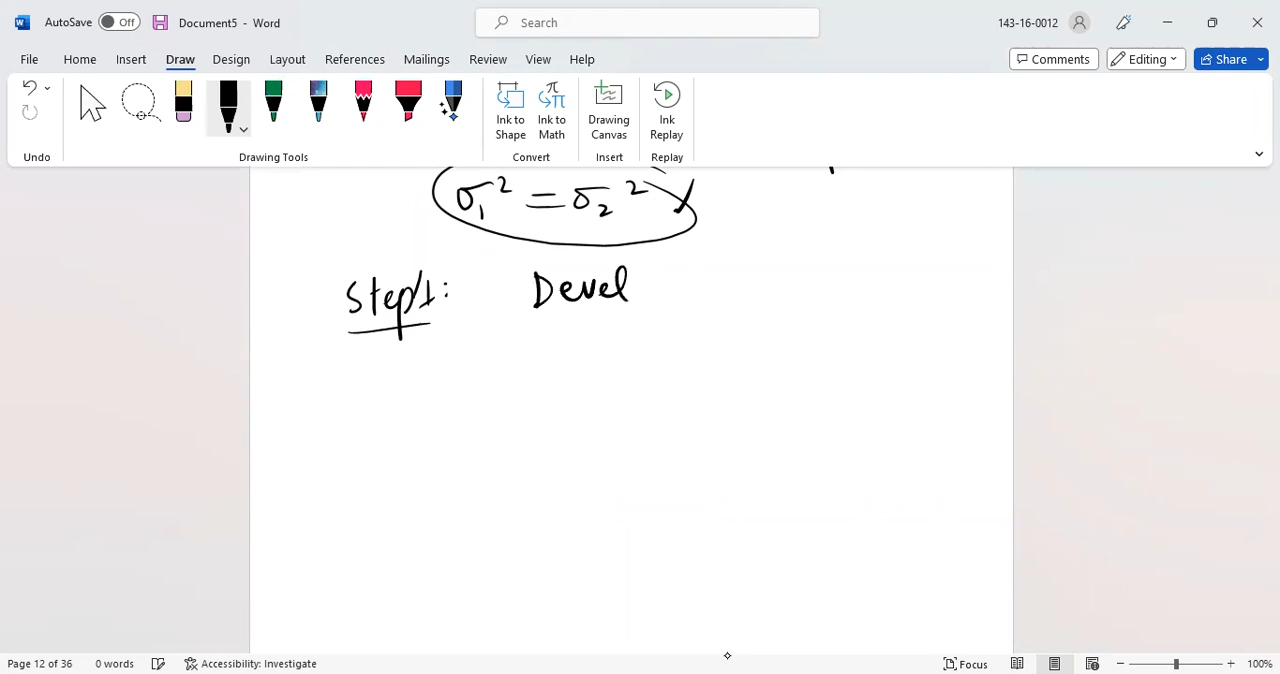 AutoSave Off Document5 - Word Search 143-16-0012
File Home Insert Draw Design Layout References Mailings Review View Help Comments Editing Share
Ink to Shape Ink to Math Drawing Canvas Ink Replay
Undo Drawing Tools Convert Insert Replay
σ₁² = σ₂²
Step 1: Devel
Page 12 of 36 0 words Accessibility: Investigate Focus 100%